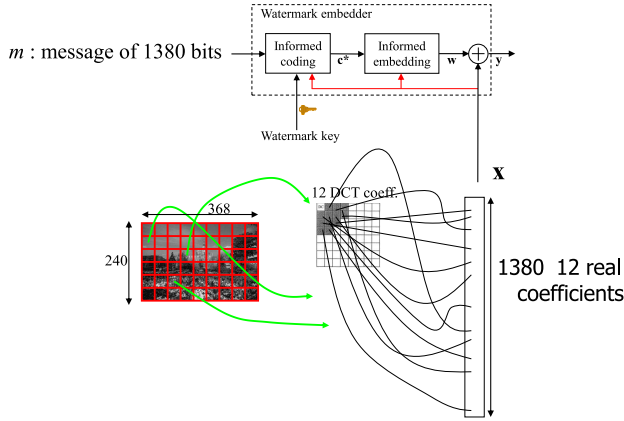 Watermark embedder
m : message of 1380 bits
Informed
coding
c*
Informed
embedding
w
y
Watermark key
x
12 DCT coeff.
368
240
1380 12 real
coefficients